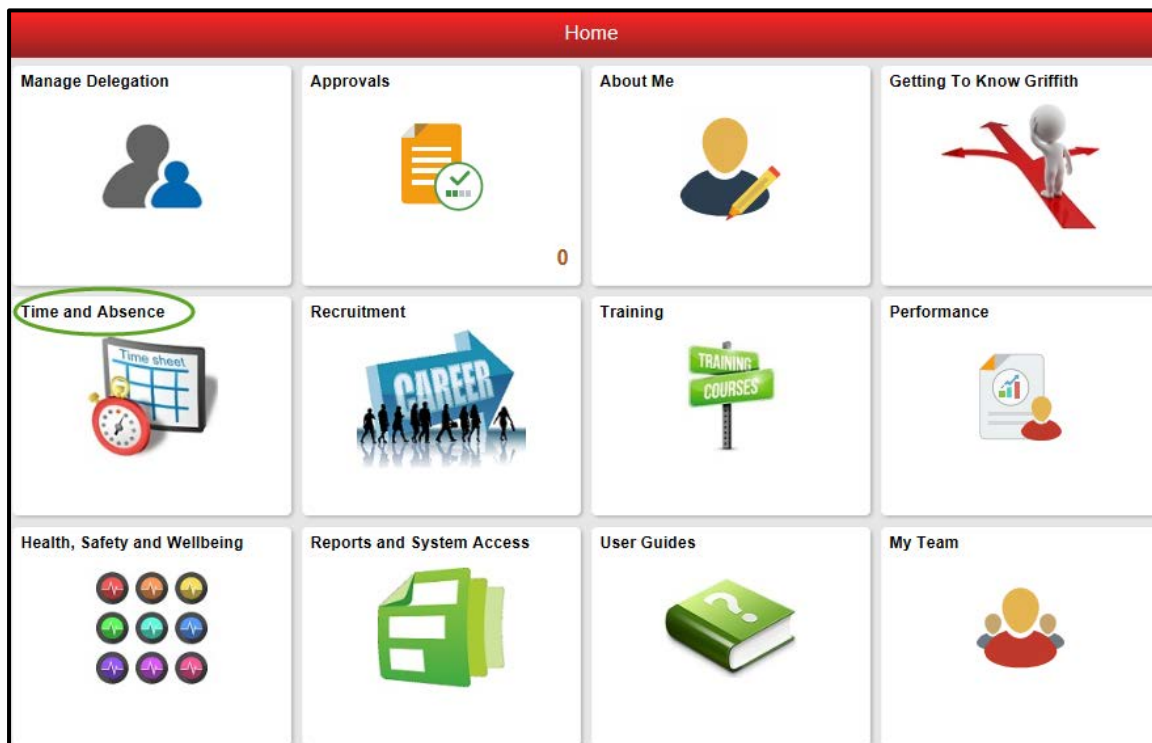 Home
Manage Delegation
Approvals
About Me
Getting To Know Griffith
0
Time and Absence
Recruitment
Training
Performance
Time sheet
CAREER
TRAINING
COURSES
Health, Safety and Wellbeing
Reports and System Access
User Guides
My Team
?